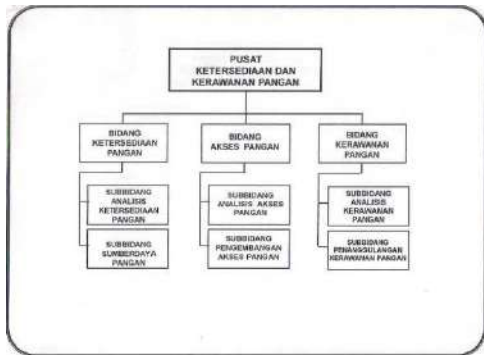 PUSAT
KETERSEDIAAN DAN
KERAWANAN PANGAN
BIDANG
KETERSEDIAAN
PANGAN
BIDANG
AKSES PANGAN
BIDANG
KERAWANAN
PANGAN
SUBBIDANG
ANALISIS
KETERSEDIAAN
PANGAN
SUBBIDANG
ANALISIS AKSES
PANGAN
SUBBIDANG
ANALISIS
KERAWANAN
PANGAN
SUBBIDANG
SUMBERDAYA
PANGAN
SUBBIDANG
PENGEMBANGAN
AKSES PANGAN
SUBBIDANG
PENANGGULANGAN
KERAWANAN PANGAN